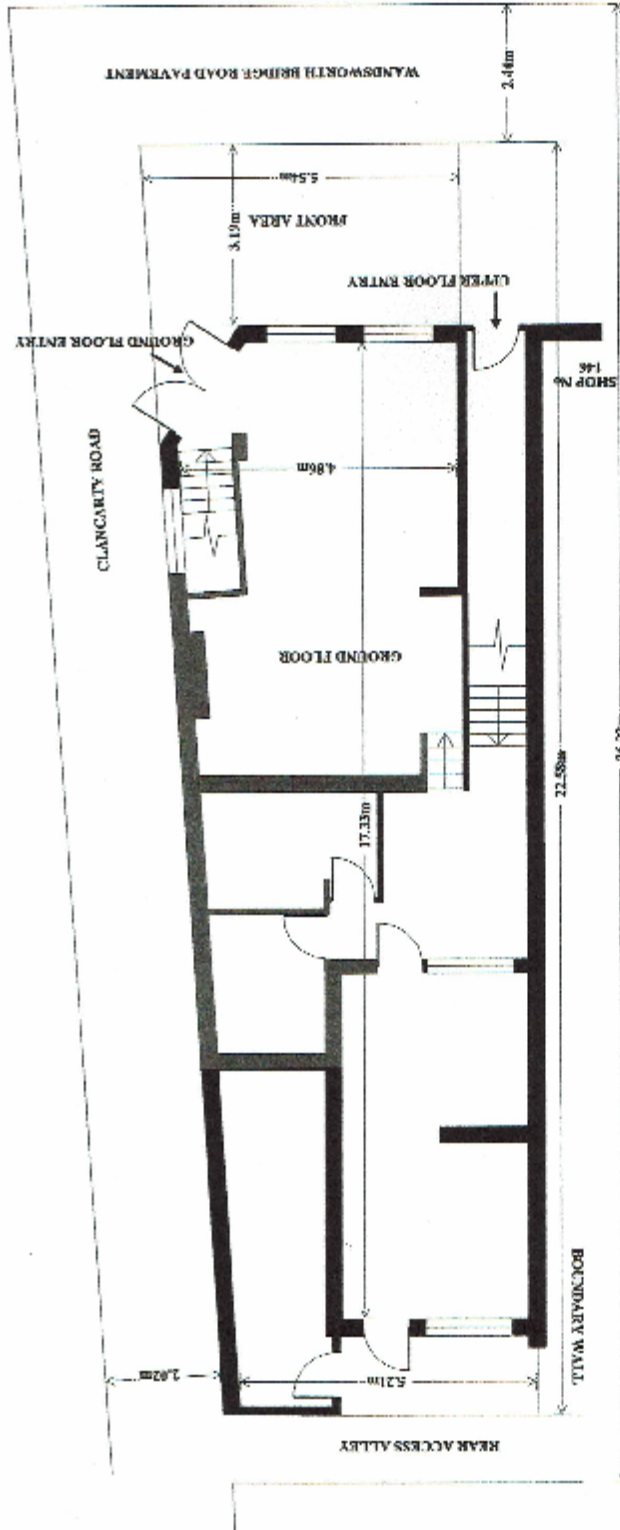 WANDSWORTH BRIDGE ROAD PAVEMENT
2.44m
5.54m
3.19m
FRONT AREA
UPPER FLOOR ENTRY
GROUND FLOOR ENTRY
SHOP No
146
CLANCARTY ROAD
4.86m
GROUND FLOOR
22.58m
17.33m
BOUNDARY WALL
2.02m
5.21m
REAR ACCESS ALLEY